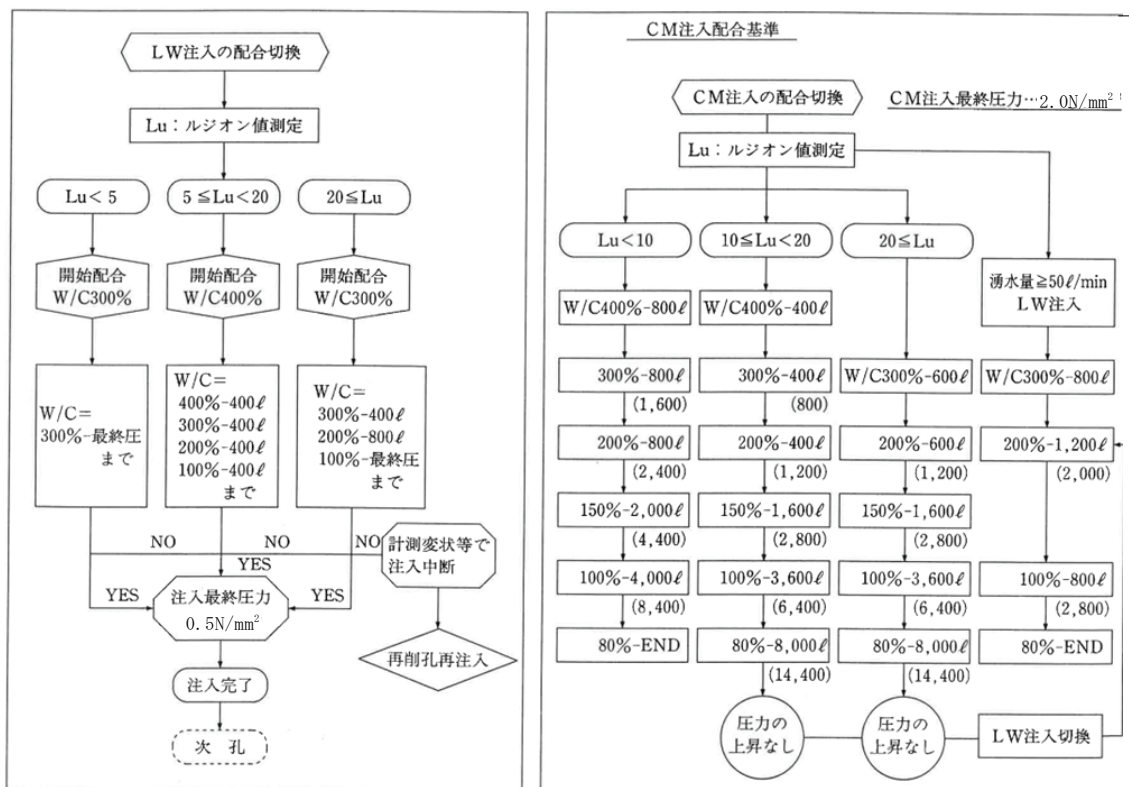 LW注入の配合切換
Lu：ルジオン値測定
Lu＜5
5≦Lu＜20
20≦Lu
開始配合
W/C300%
開始配合
W/C400%
開始配合
W/C300%
W/C＝
300%-最終圧
まで
W/C＝
400%-400ℓ
300%-400ℓ
200%-400ℓ
100%-400ℓ
まで
W/C＝
300%-400ℓ
200%-800ℓ
100%-最終圧
まで
NO
NO
NO
計測変状等で
注入中断
YES
YES
YES
注入最終圧力
0.5N/mm²
再削孔再注入
注入完了
次 孔
CM注入配合基準
CM注入の配合切換
CM注入最終圧力…2.0N/mm²
Lu：ルジオン値測定
Lu＜10
10≦Lu＜20
20≦Lu
湧水量≧50ℓ/min
LW注入
W/C400%-800ℓ
W/C400%-400ℓ
300%-800ℓ
300%-400ℓ
W/C300%-600ℓ
W/C300%-800ℓ
(1,600)
(800)
200%-800ℓ
200%-400ℓ
200%-600ℓ
200%-1,200ℓ
(2,400)
(1,200)
(1,200)
(2,000)
150%-2,000ℓ
150%-1,600ℓ
150%-1,600ℓ
(4,400)
(2,800)
(2,800)
100%-4,000ℓ
100%-3,600ℓ
100%-3,600ℓ
100%-800ℓ
(8,400)
(6,400)
(6,400)
(2,800)
80%-END
80%-8,000ℓ
80%-8,000ℓ
80%-END
(14,400)
(14,400)
圧力の
上昇なし
圧力の
上昇なし
LW注入切換